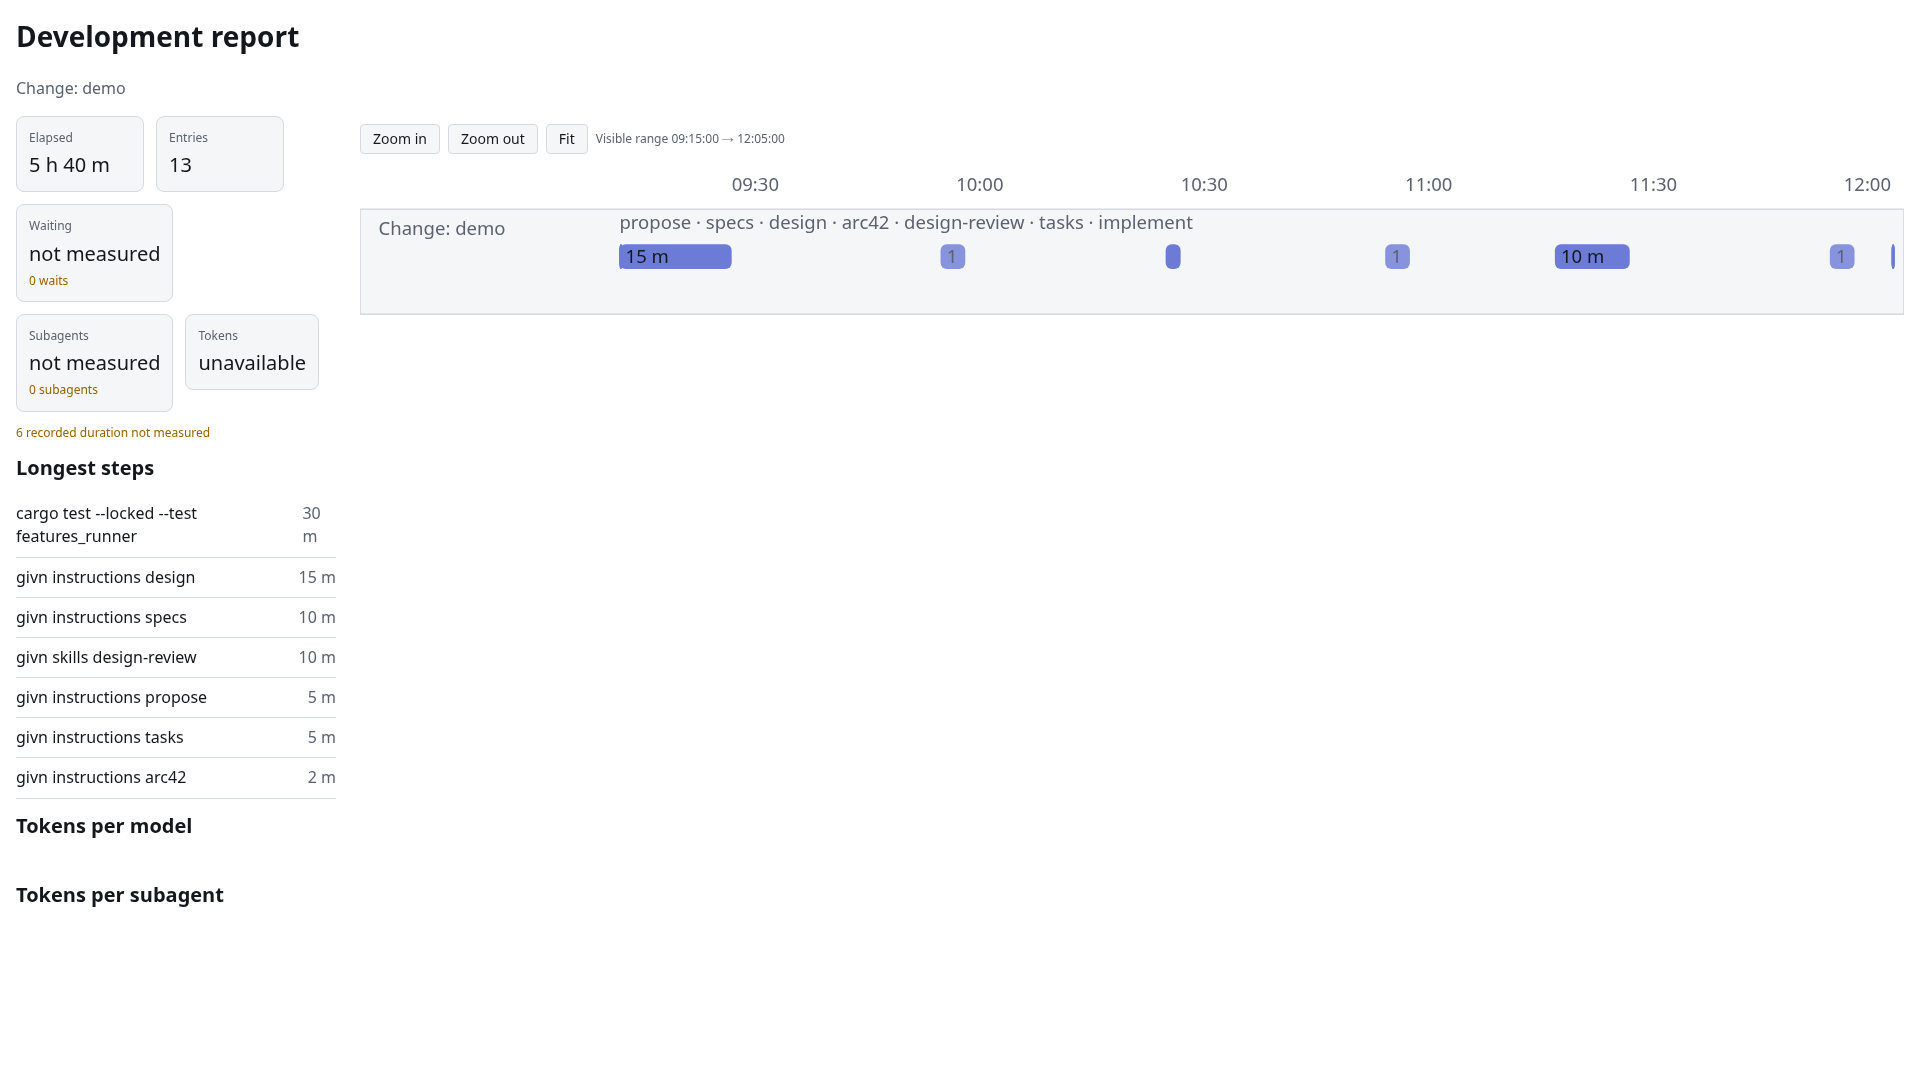 Development report
Change: demo
Elapsed
5 h 40 m
Entries
13
Waiting
not measured
0 waits
Subagents
not measured
0 subagents
Tokens
unavailable
6 recorded duration not measured
Longest steps
cargo test --locked --test features_runner
30 m
givn instructions design
15 m
givn instructions specs
10 m
givn skills design-review
10 m
givn instructions propose
5 m
givn instructions tasks
5 m
givn instructions arc42
2 m
Tokens per model
Tokens per subagent
Zoom in
Zoom out
Fit
Visible range 09:15:00 → 12:05:00
09:30 10:00 10:30 11:00 11:30 12:00
Change: demo
propose · specs · design · arc42 · design-review · tasks · implement
15 m 1 1 10 m 1